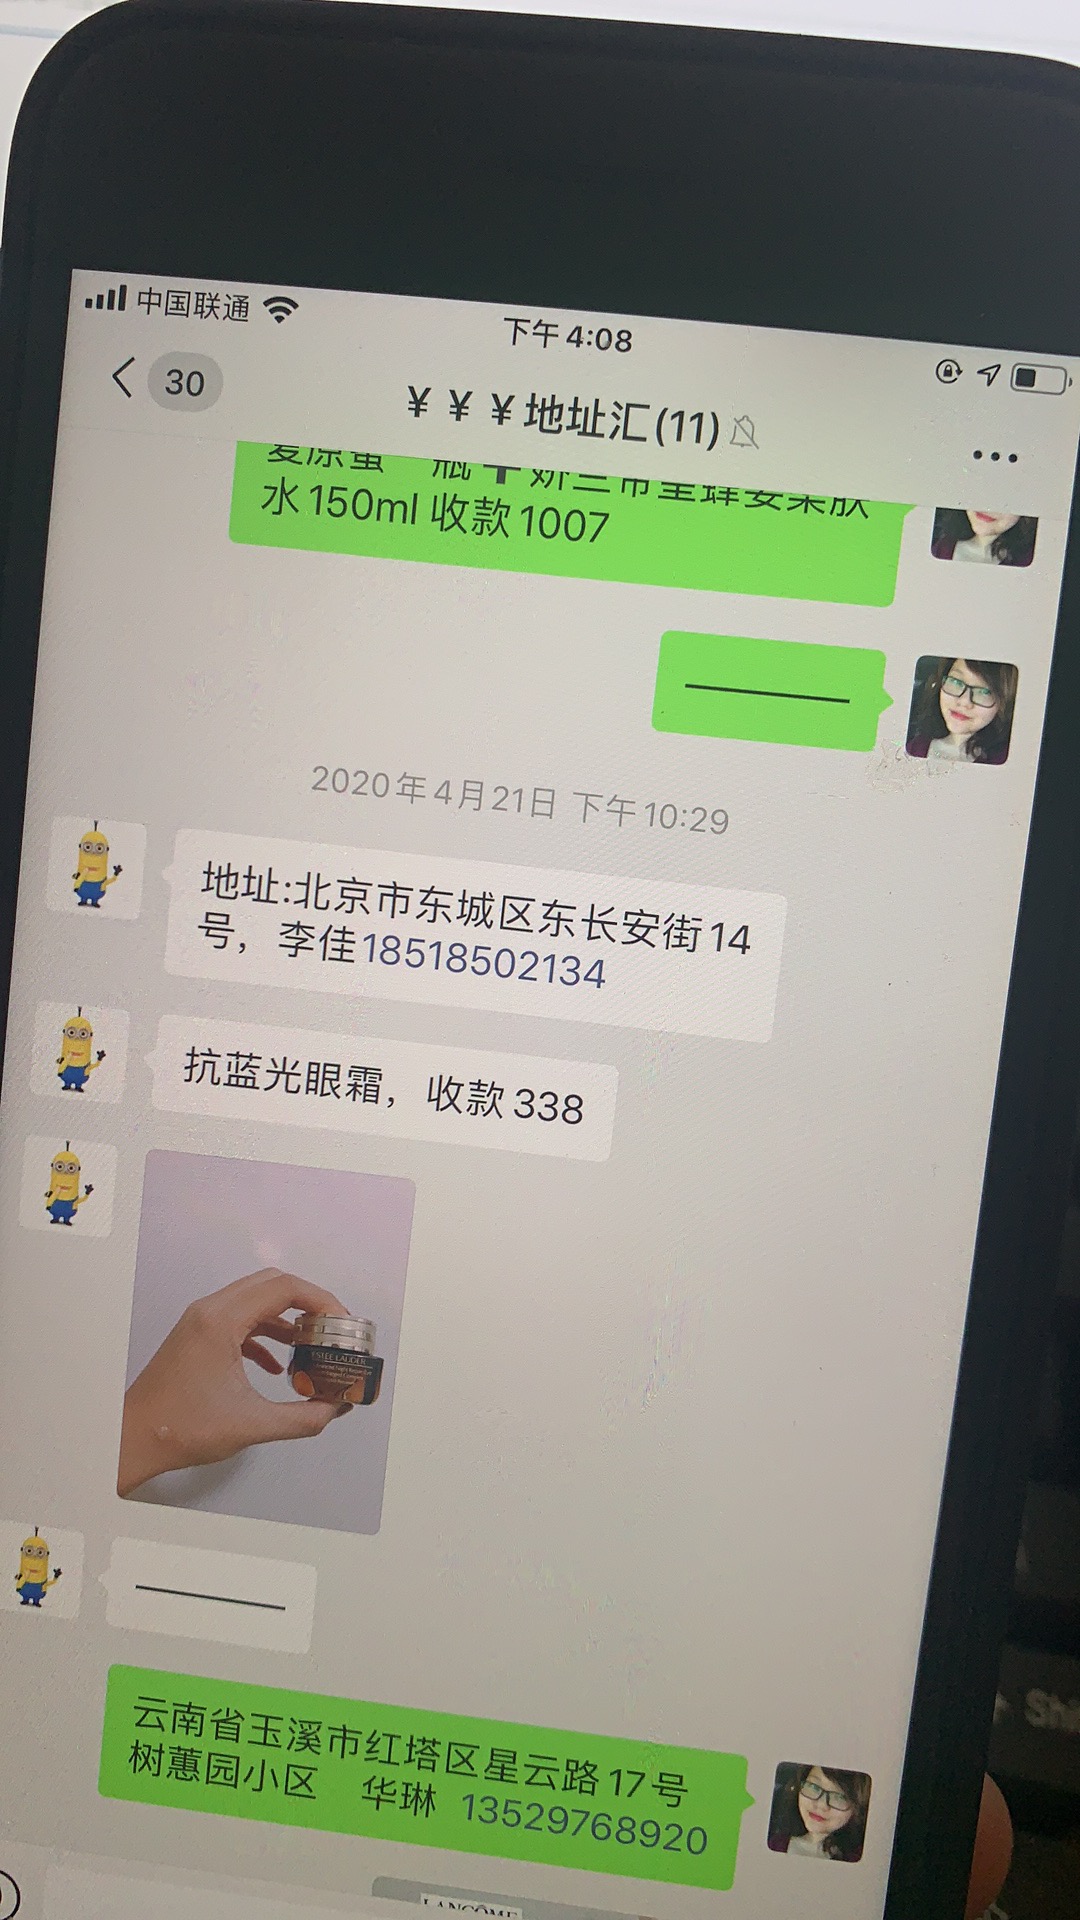 中国联通
下午4:08
30
¥ ¥ ¥地址汇(11)
水150ml 收款1007
———
2020年4月21日 下午10:29
地址:北京市东城区东长安街14
号，李佳18518502134
抗蓝光眼霜，收款338
ESTEE LAUDER
———
云南省玉溪市红塔区星云路17号
树蕙园小区 华琳 13529768920
LANCÔME